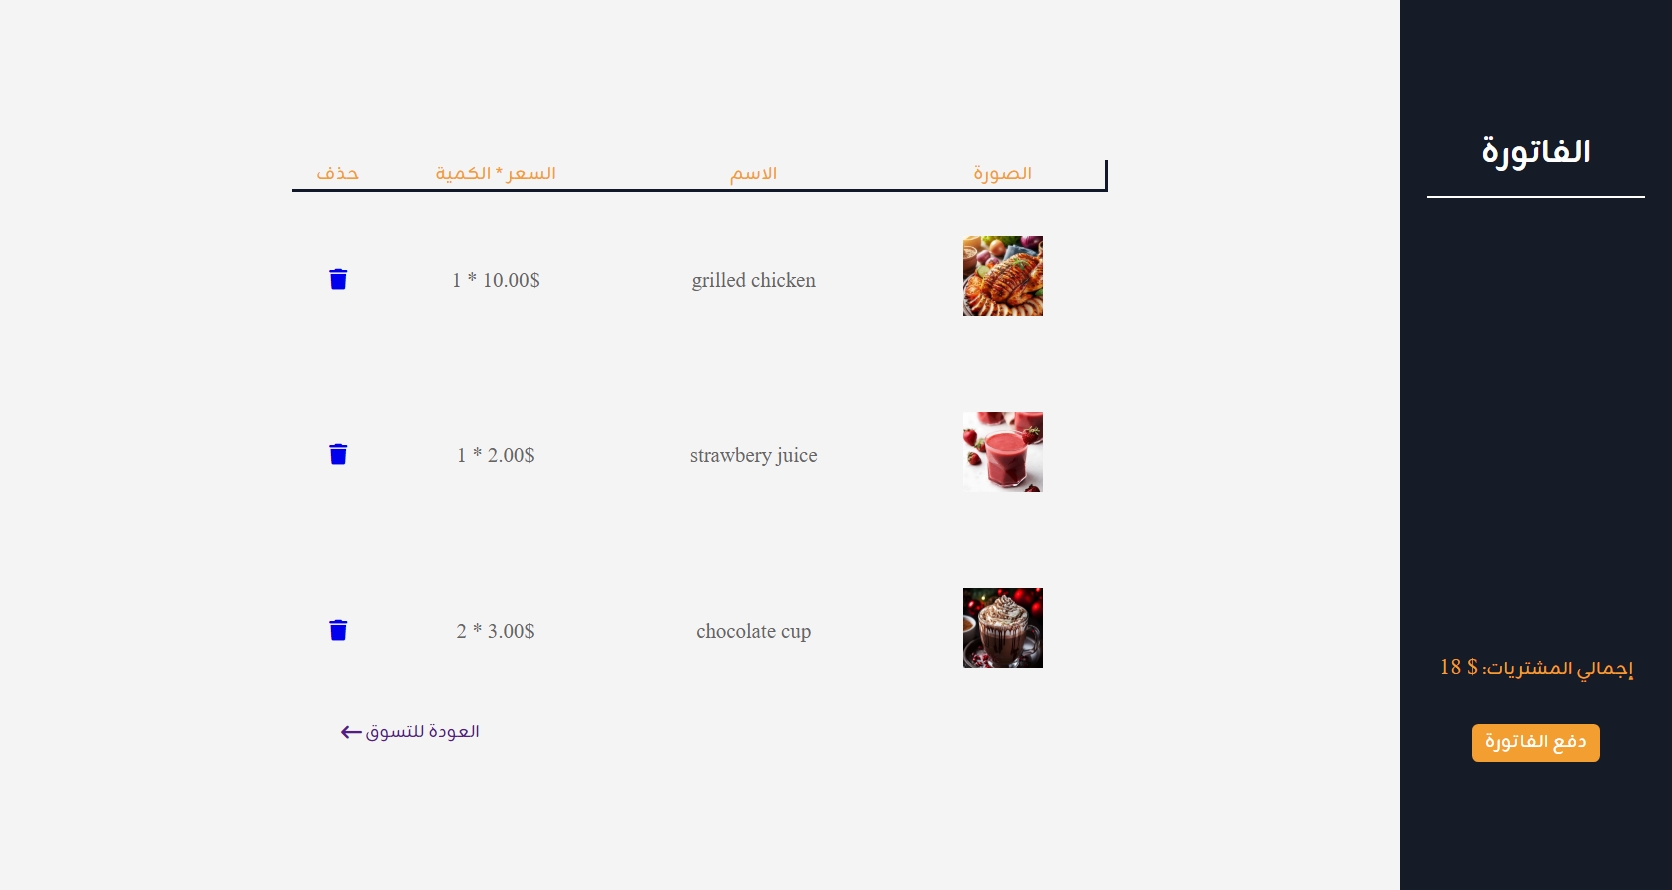 الفاتورة
إجمالي المشتريات: $ 18
دفع الفاتورة
الصورة الاسم السعر * الكمية حذف
grilled chicken 1 * 10.00$
strawbery juice 1 * 2.00$
chocolate cup 2 * 3.00$
العودة للتسوق